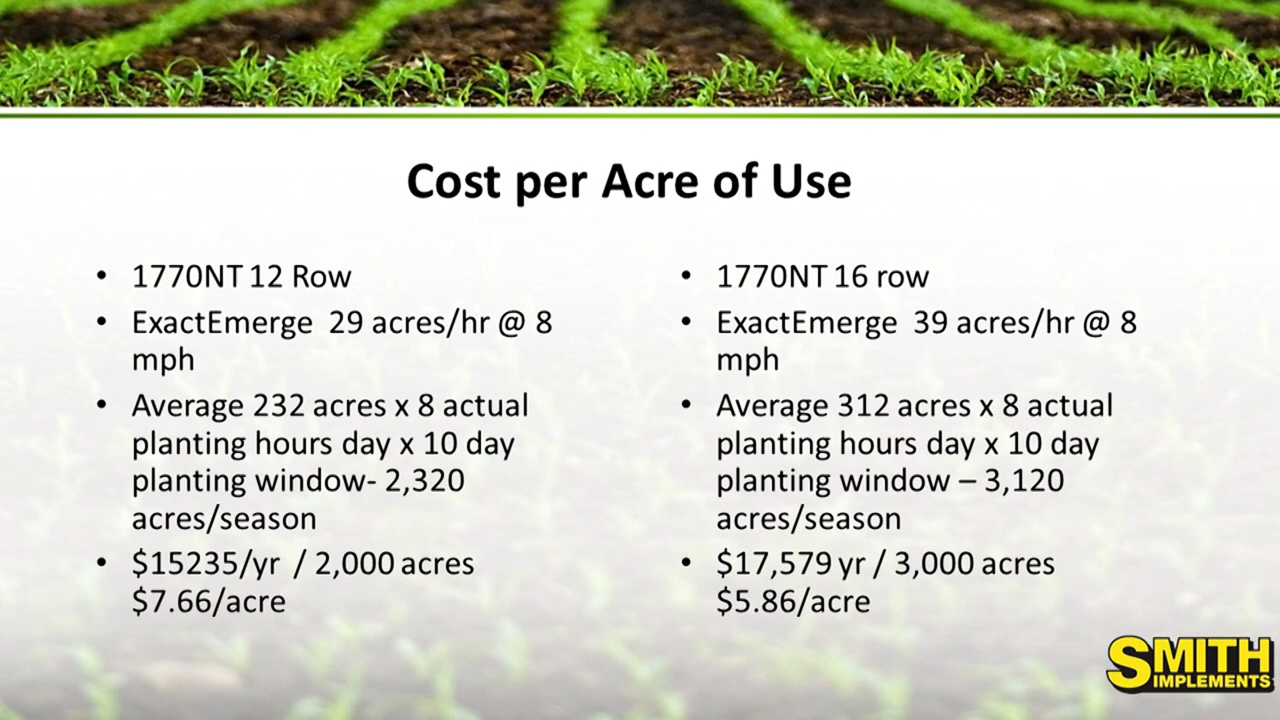 Cost per Acre of Use
• 1770NT 12 Row
• ExactEmerge 29 acres/hr @ 8
mph
• Average 232 acres x 8 actual
planting hours day x 10 day
planting window- 2,320
acres/season
• $15235/yr / 2,000 acres
$7.66/acre
• 1770NT 16 row
• ExactEmerge 39 acres/hr @ 8
mph
• Average 312 acres x 8 actual
planting hours day x 10 day
planting window – 3,120
acres/season
• $17,579 yr / 3,000 acres
$5.86/acre
SMITH
IMPLEMENTS